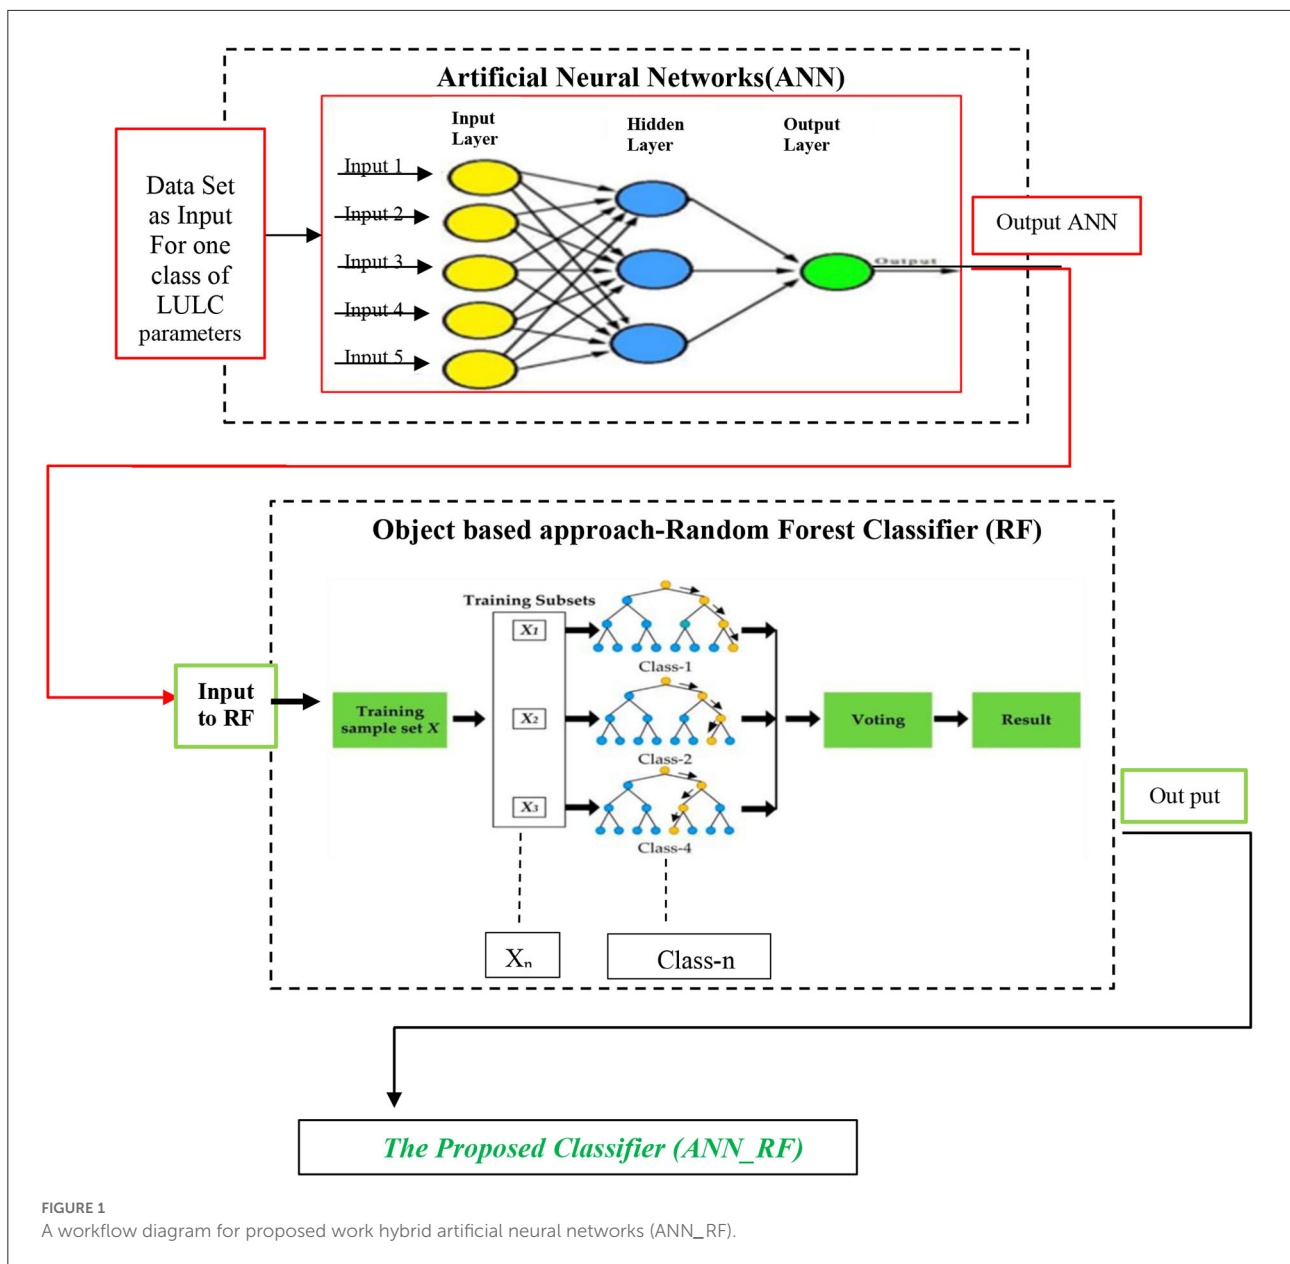 Artificial Neural Networks(ANN)
Data Set
as Input
For one
class of
LULC
parameters
Input
Layer
Hidden
Layer
Output
Layer
Input 1
Input 2
Input 3
Input 4
Input 5
Output
Output ANN
Object based approach-Random Forest Classifier (RF)
Input
to RF
Training
sample set X
Training Subsets
X1
X2
X3
Class-1
Class-2
Class-4
Voting
Result
Xn
Class-n
Out put
The Proposed Classifier (ANN_RF)
FIGURE 1
A workflow diagram for proposed work hybrid artificial neural networks (ANN_RF).